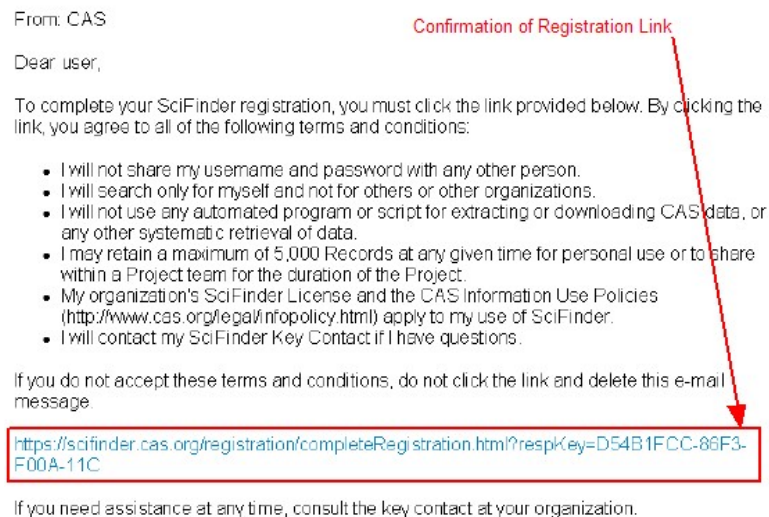 From: CAS
Confirmation of Registration Link
Dear user,
To complete your SciFinder registration, you must click the link provided below. By clicking the
link, you agree to all of the following terms and conditions:
• I will not share my username and password with any other person.
• I will search only for myself and not for others or other organizations.
• I will not use any automated program or script for extracting or downloading CAS data, or
any other systematic retrieval of data.
• I may retain a maximum of 5,000 Records at any given time for personal use or to share
within a Project team for the duration of the Project.
• My organization's SciFinder License and the CAS Information Use Policies
(http://www.cas.org/legal/infopolicy.html) apply to my use of SciFinder.
• I will contact my SciFinder Key Contact if I have questions.
If you do not accept these terms and conditions, do not click the link and delete this e-mail
message.
https://scifinder.cas.org/registration/completeRegistration.html?respKey=D54B1FCC-86F3-
F00A-11C
If you need assistance at any time, consult the key contact at your organization.